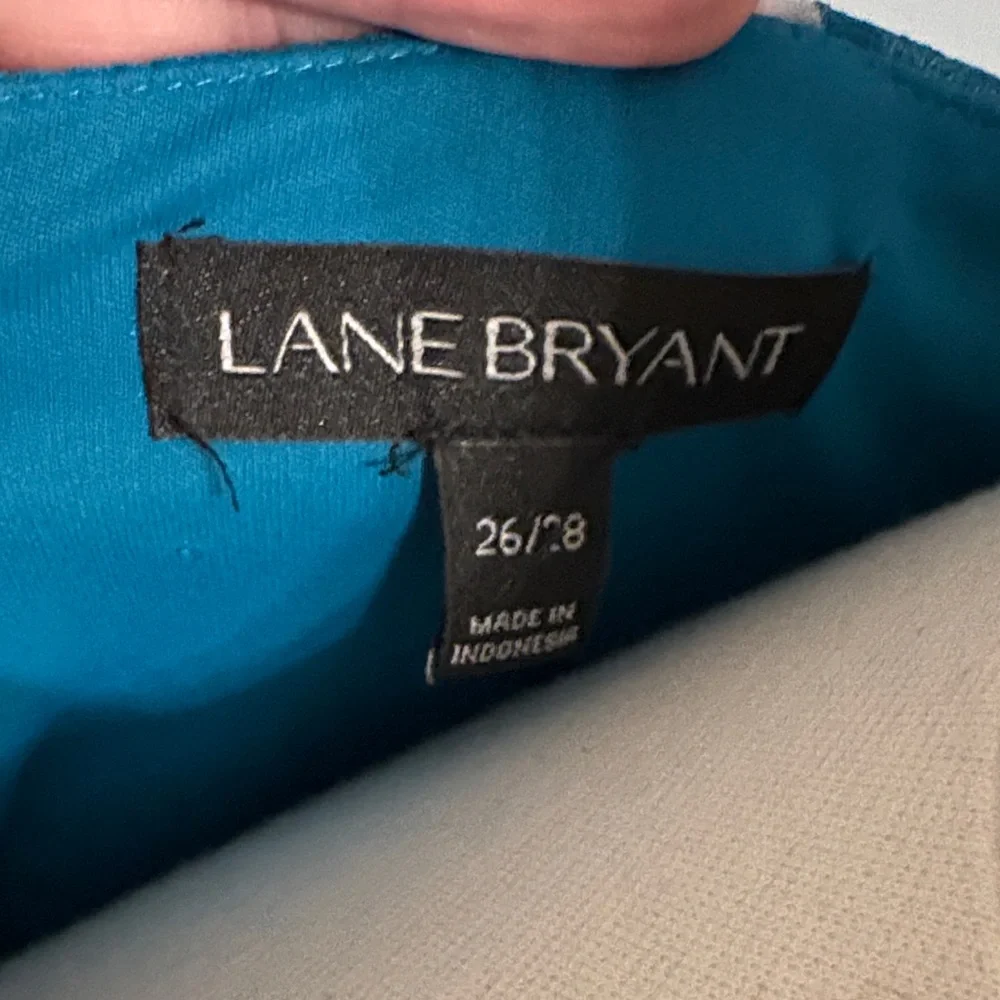 LANE BRYANT
26/28
MADE IN
INDONESIA